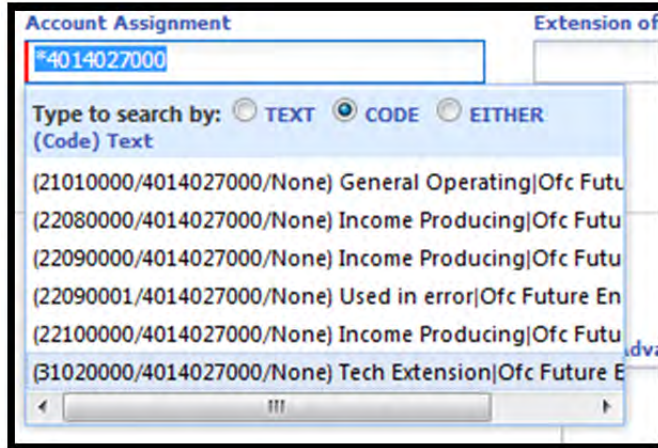 Account Assignment
Extension of
*4014027000
Type to search by: TEXT CODE EITHER
(Code) Text
(21010000/4014027000/None) General Operating|Ofc Futu
(22080000/4014027000/None) Income Producing|Ofc Futu
(22090000/4014027000/None) Income Producing|Ofc Futu
(22090001/4014027000/None) Used in error|Ofc Future En
(22100000/4014027000/None) Income Producing|Ofc Futu
(31020000/4014027000/None) Tech Extension|Ofc Future E
dva